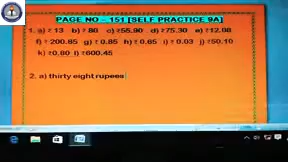 PAGE NO - 151 [SELF PRACTICE 9A]
1. a) ₹ 13 b) ₹ 80 c) ₹55.90 d) ₹75.30 e) ₹12.08
f) ₹ 200.85 g) ₹ 0.85 h) ₹ 0.65 i) ₹ 0.03 j) ₹50.10
k) ₹0.80 l) ₹600.45
2. a) thirty eight rupees